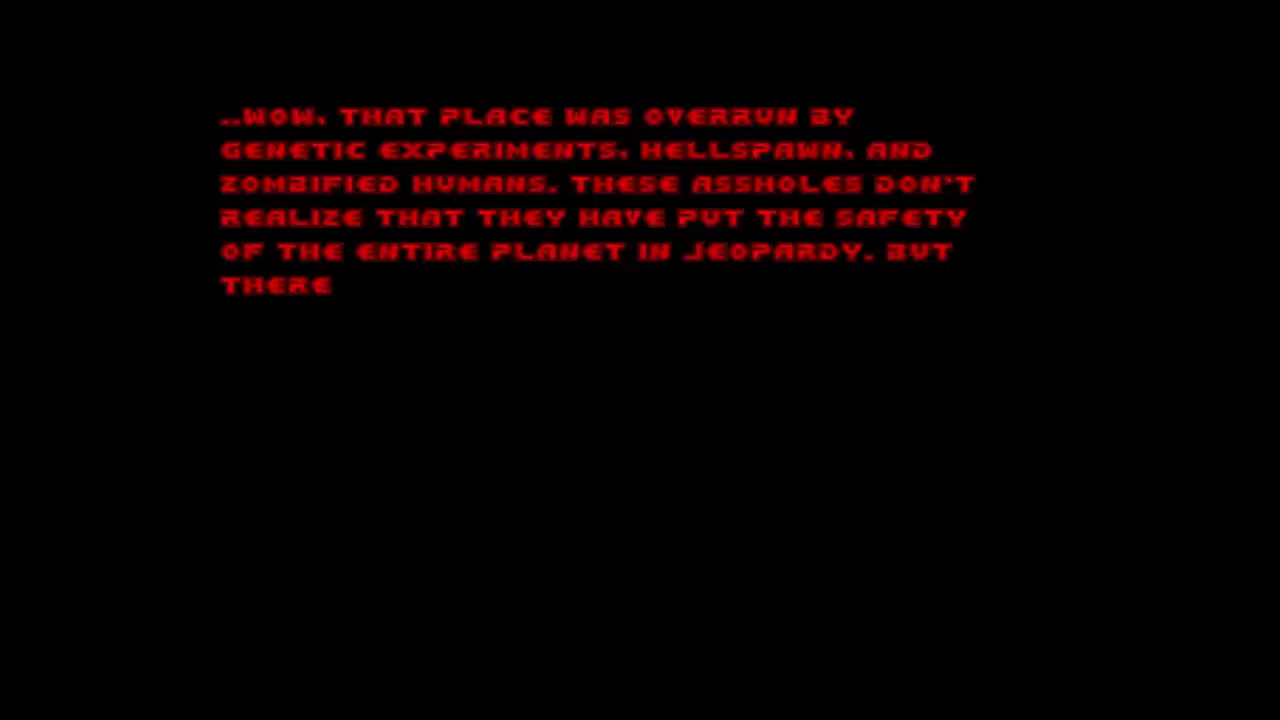 ..WOW, THAT PLACE WAS OVERRUN BY
GENETIC EXPERIMENTS, HELLSPAWN, AND
ZOMBIFIED HUMANS. THESE ASSHOLES DON'T
REALIZE THAT THEY HAVE PUT THE SAFETY
OF THE ENTIRE PLANET IN JEOPARDY. BUT
THERE